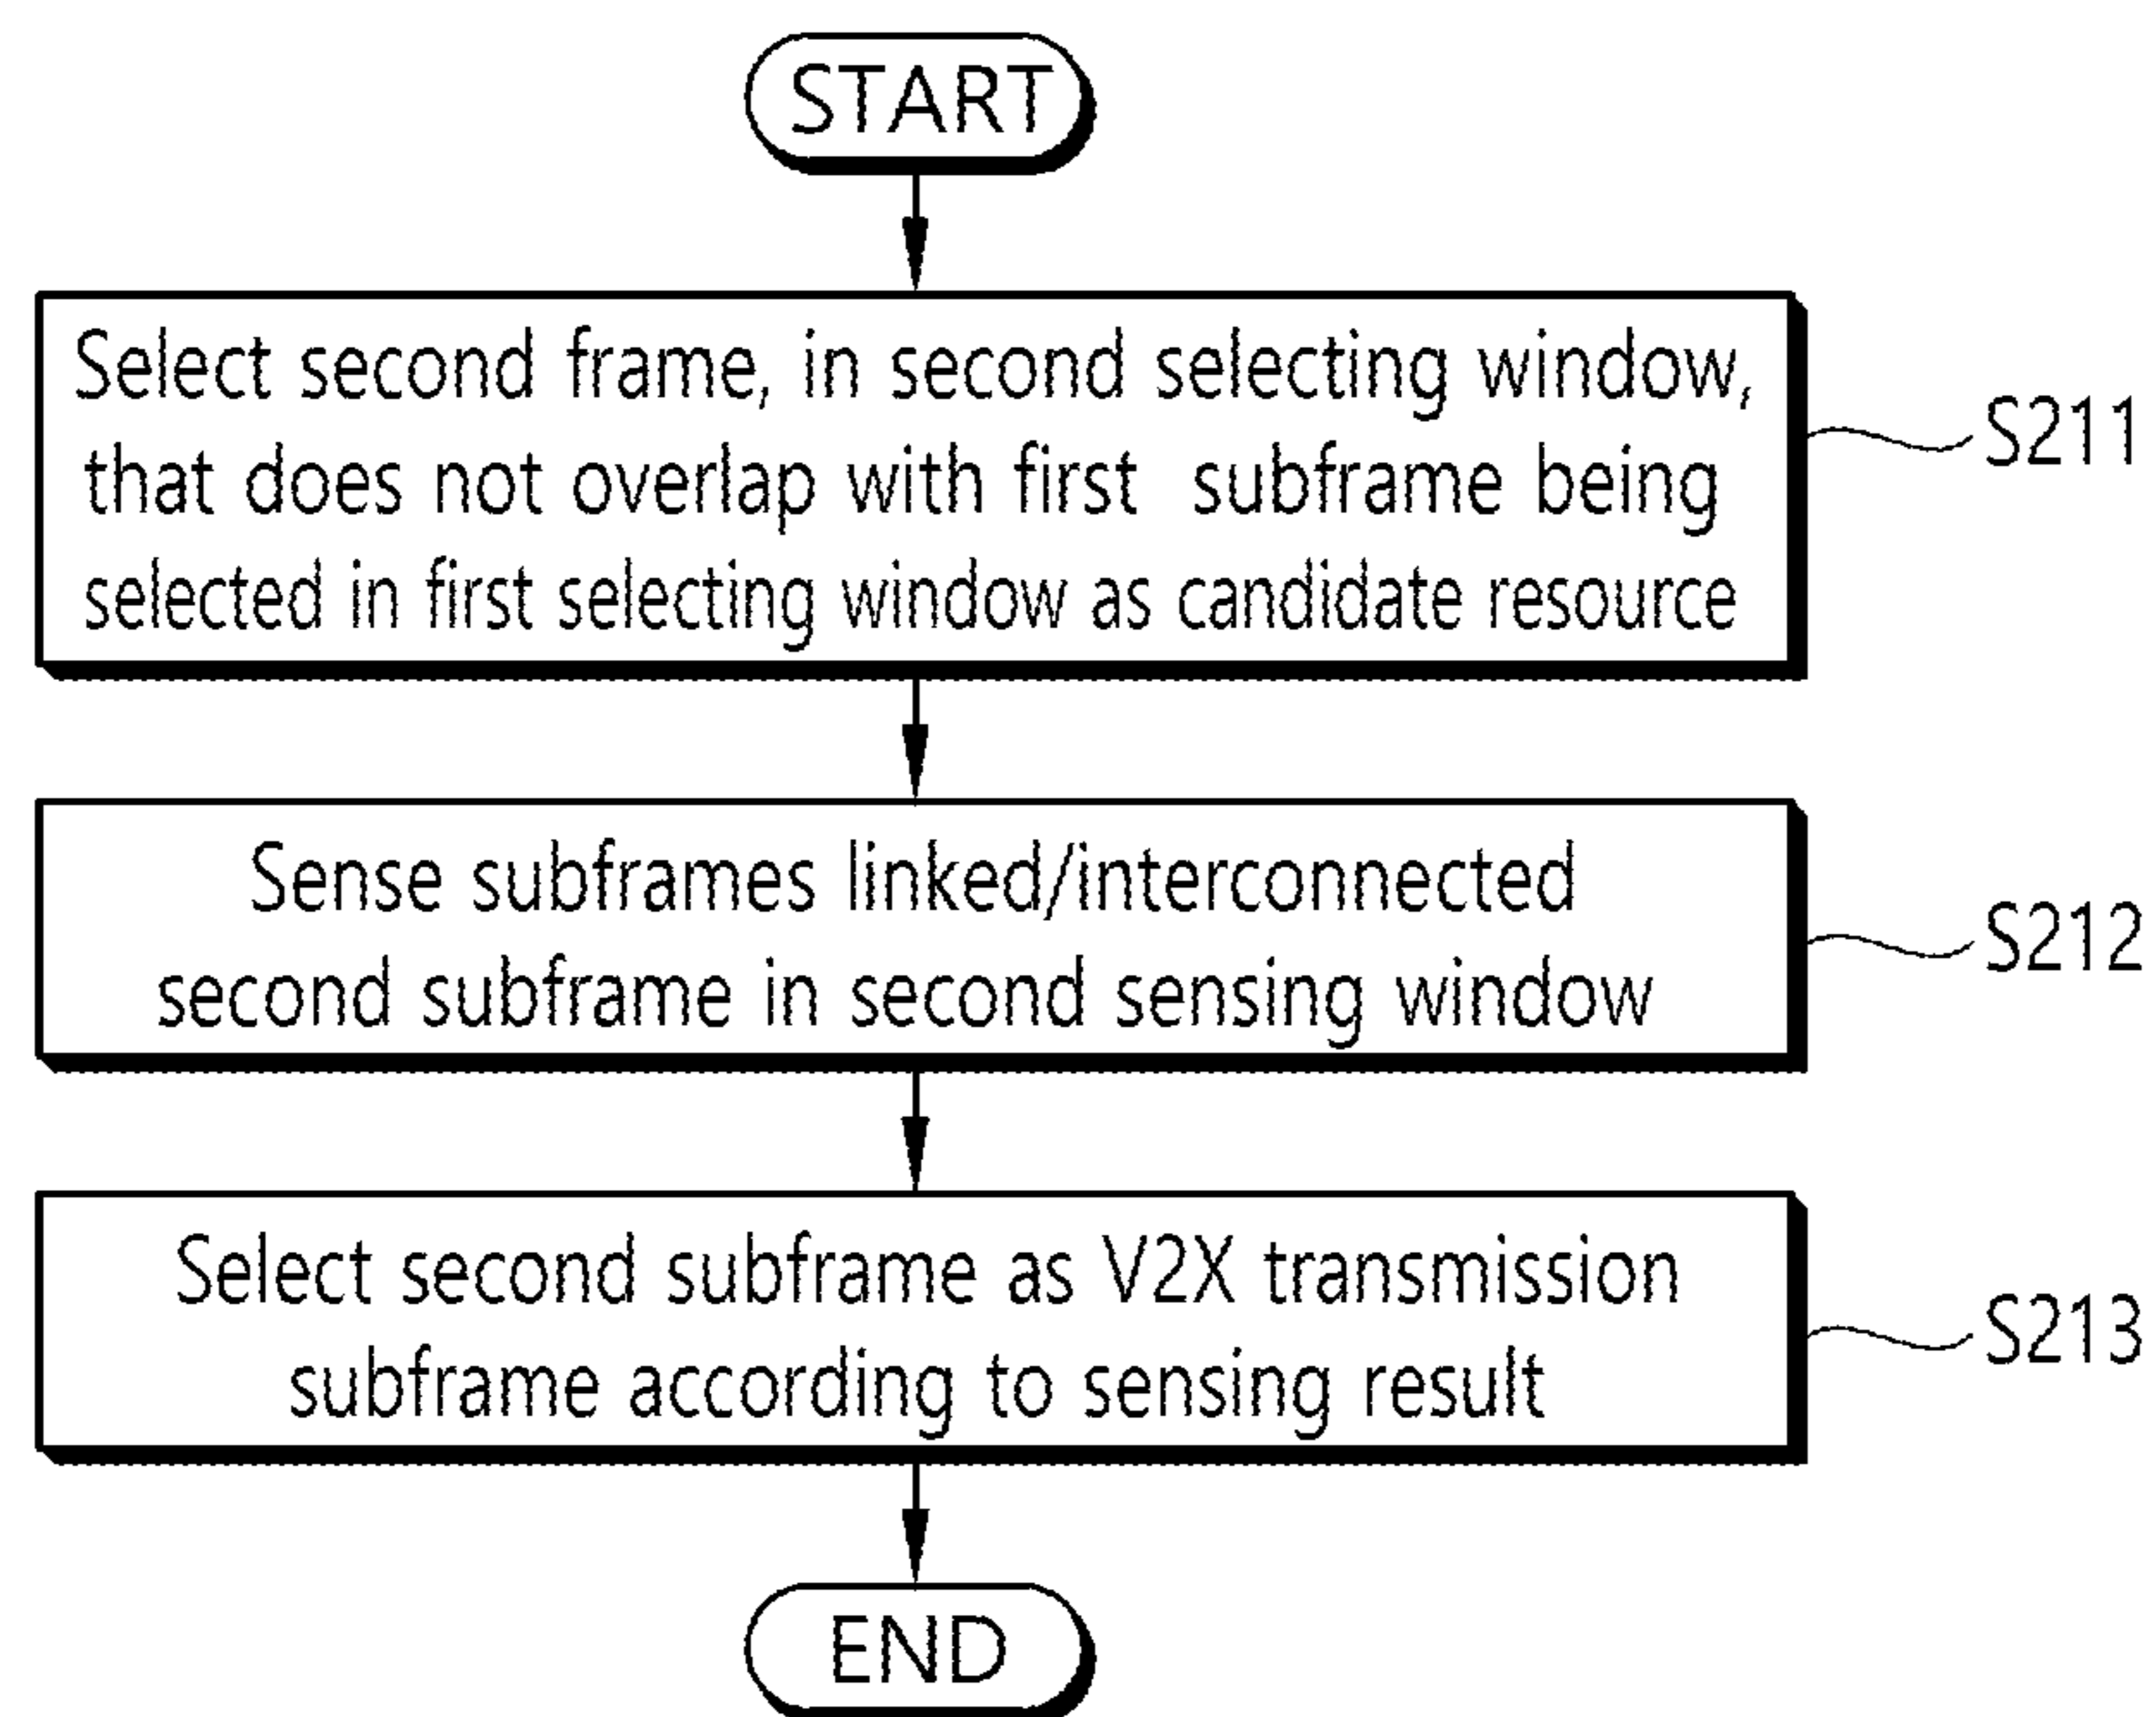 START
Select second frame, in second selecting window,
that does not overlap with first subframe being
selected in first selecting window as candidate resource
S211
Sense subframes linked/interconnected
second subframe in second sensing window
S212
Select second subframe as V2X transmission
subframe according to sensing result
S213
END